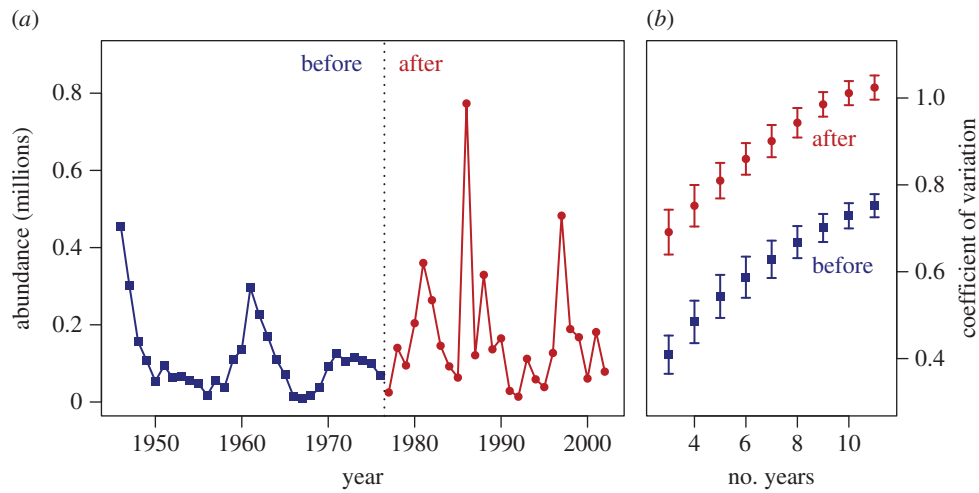 (a)
before after
0.8
0.6
0.4
0.2
0
abundance (millions)
1950 1960 1970 1980 1990 2000
year
(b)
after
before
1.0
0.8
0.6
0.4
coefficient of variation
4 6 8 10
no. years